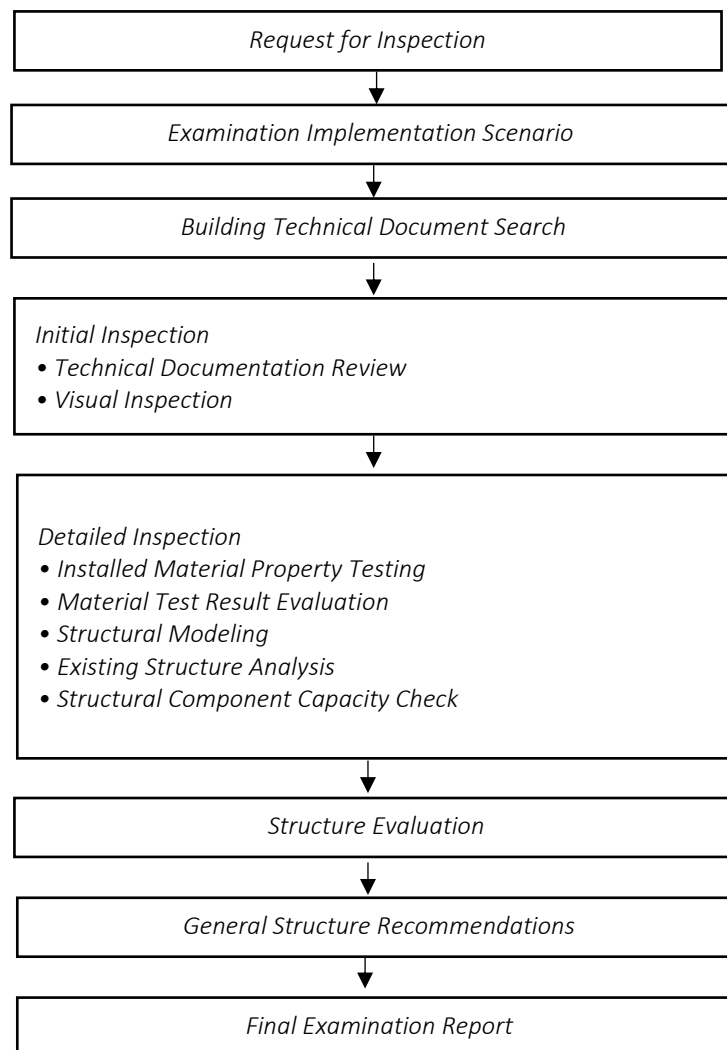 Request for Inspection
Examination Implementation Scenario
Building Technical Document Search
Initial Inspection
• Technical Documentation Review
• Visual Inspection
Detailed Inspection
• Installed Material Property Testing
• Material Test Result Evaluation
• Structural Modeling
• Existing Structure Analysis
• Structural Component Capacity Check
Structure Evaluation
General Structure Recommendations
Final Examination Report